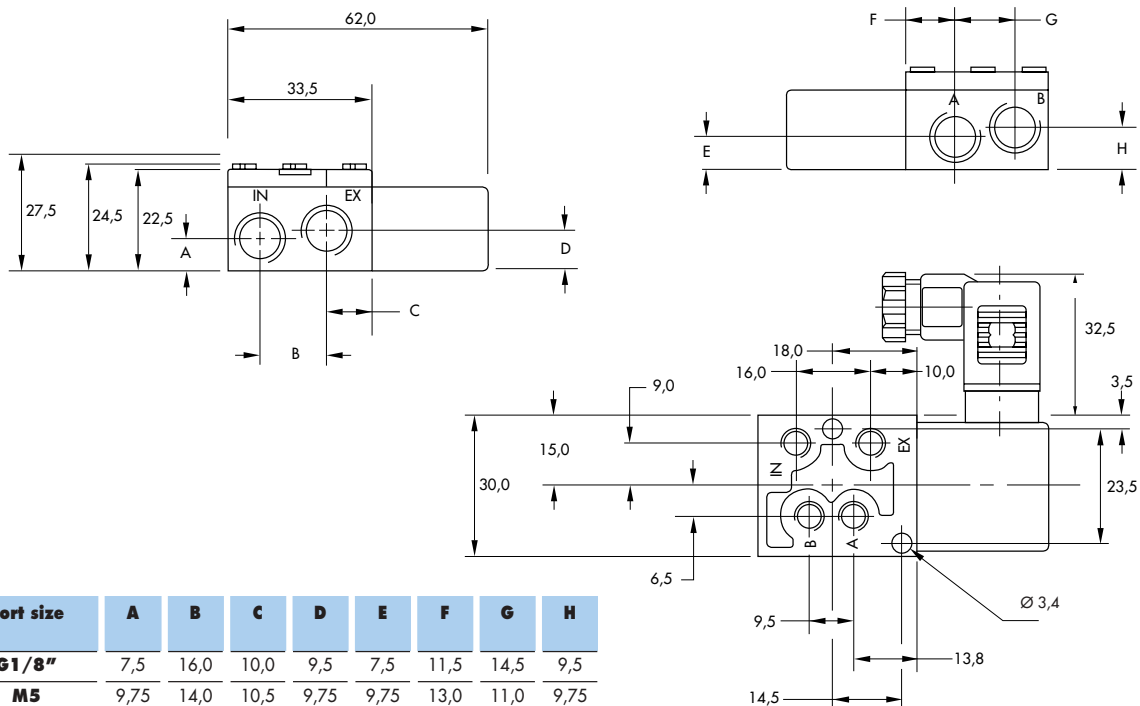 62,0
F
G
33,5
A
B
E
H
IN
EX
27,5
24,5
22,5
A
D
C
B
32,5
18,0
16,0
10,0
3,5
9,0
15,0
EX
IN
30,0
23,5
B
A
6,5
Ø 3,4
9,5
13,8
14,5
ort size A B C D E F G H
G1/8” 7,5 16,0 10,0 9,5 7,5 11,5 14,5 9,5
M5 9,75 14,0 10,5 9,75 9,75 13,0 11,0 9,75